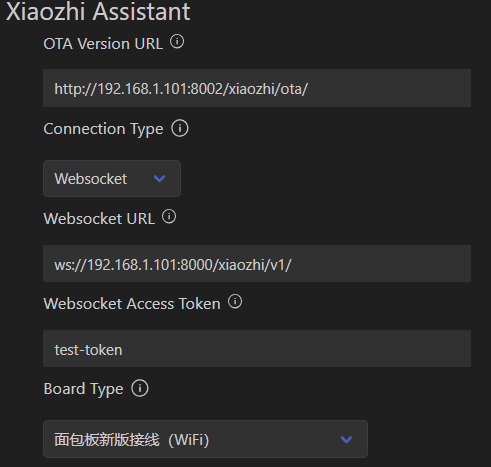 Xiaozhi Assistant
OTA Version URL
http://192.168.1.101:8002/xiaozhi/ota/
Connection Type
Websocket
Websocket URL
ws://192.168.1.101:8000/xiaozhi/v1/
Websocket Access Token
test-token
Board Type
面包板新版接线（WiFi）